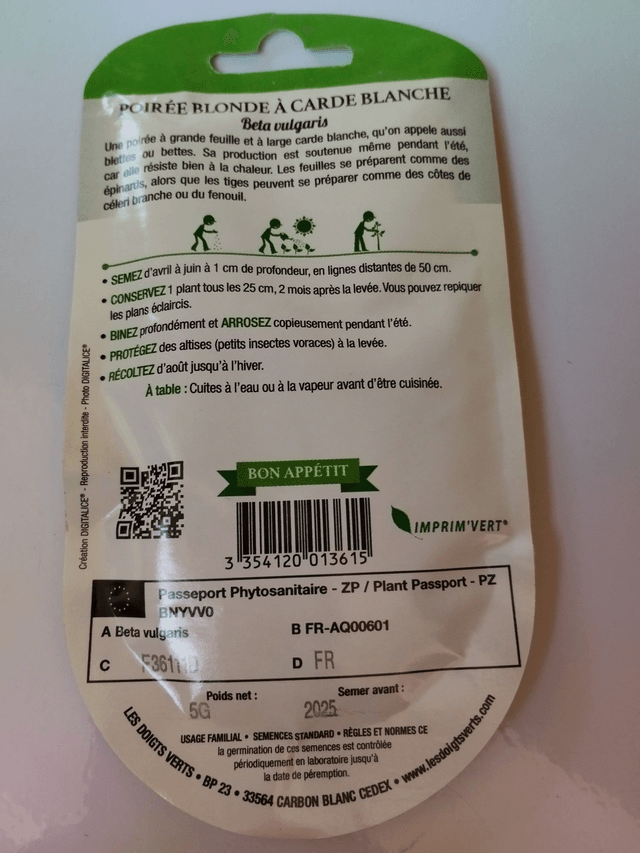 POIRÉE BLONDE À CARDE BLANCHE
Beta vulgaris
Une poirée à grande feuille et à large carde blanche, qu'on appele aussi
blettes ou bettes. Sa production est soutenue même pendant l'été,
car elle résiste bien à la chaleur. Les feuilles se préparent comme des
épinards, alors que les tiges peuvent se préparer comme des côtes de
céleri branche ou du fenouil.
• SEMEZ d'avril à juin à 1 cm de profondeur, en lignes distantes de 50 cm.
• CONSERVEZ 1 plant tous les 25 cm, 2 mois après la levée. Vous pouvez repiquer
les plans éclaircis.
• BINEZ profondément et ARROSEZ copieusement pendant l'été.
• PROTÉGEZ des altises (petits insectes voraces) à la levée.
• RÉCOLTEZ d'août jusqu'à l'hiver.
À table : Cuites à l'eau ou à la vapeur avant d'être cuisinée.
Création DIGITALICE® - Reproduction interdite - Photo DIGITALICE®
BON APPÉTIT
IMPRIM'VERT®
3 354120 013615
Passeport Phytosanitaire - ZP / Plant Passport - PZ
BNYVV0
A Beta vulgaris B FR-AQ00601
C D FR
Poids net : Semer avant :
5G 2025
USAGE FAMILIAL • SEMENCES STANDARD • RÈGLES ET NORMES CE
la germination de ces semences est contrôlée
périodiquement en laboratoire jusqu'à
la date de péremption.
LES DOIGTS VERTS • BP 23 • 33564 CARBON BLANC CEDEX • www.lesdoigtsverts.com